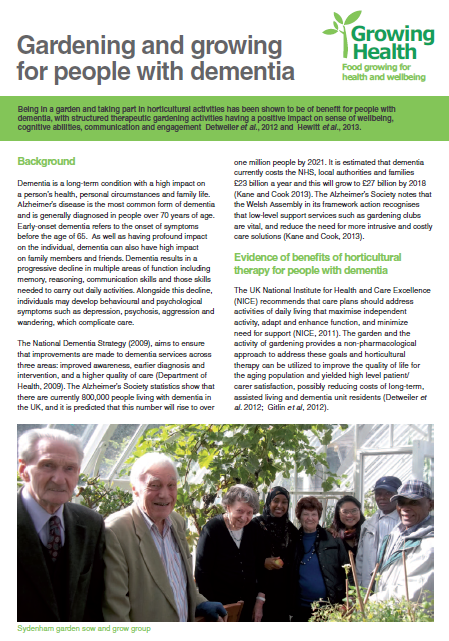 Gardening and growing
for people with dementia
Growing
Health
Food growing for
health and wellbeing
Being in a garden and taking part in horticultural activities has been shown to be of benefit for people with
dementia, with structured therapeutic gardening activities having a positive impact on sense of wellbeing,
cognitive abilities, communication and engagement Detweiler et al., 2012 and Hewitt et al., 2013.
Background
Dementia is a long-term condition with a high impact on
a person's health, personal circumstances and family life.
Alzheimer's disease is the most common form of dementia
and is generally diagnosed in people over 70 years of age.
Early-onset dementia refers to the onset of symptoms
before the age of 65. As well as having profound impact
on the individual, dementia can also have high impact
on family members and friends. Dementia results in a
progressive decline in multiple areas of function including
memory, reasoning, communication skills and those skills
needed to carry out daily activities. Alongside this decline,
individuals may develop behavioural and psychological
symptoms such as depression, psychosis, aggression and
wandering, which complicate care.
The National Dementia Strategy (2009), aims to ensure
that improvements are made to dementia services across
three areas: improved awareness, earlier diagnosis and
intervention, and a higher quality of care (Department of
Health, 2009). The Alzheimer's Society statistics show that
there are currently 800,000 people living with dementia in
the UK, and it is predicted that this number will rise to over
one million people by 2021. It is estimated that dementia
currently costs the NHS, local authorities and families
£23 billion a year and this will grow to £27 billion by 2018
(Kane and Cook 2013). The Alzheimer's Society notes that
the Welsh Assembly in its framework action recognises
that low-level support services such as gardening clubs
are vital, and reduce the need for more intrusive and costly
care solutions (Kane and Cook, 2013).
Evidence of benefits of horticultural
therapy for people with dementia
The UK National Institute for Health and Care Excellence
(NICE) recommends that care plans should address
activities of daily living that maximise independent
activity, adapt and enhance function, and minimize
need for support (NICE, 2011). The garden and the
activity of gardening provides a non-pharmacological
approach to address these goals and horticultural
therapy can be utilized to improve the quality of life for
the aging population and yielded high level patient/
carer satisfaction, possibly reducing costs of long-term,
assisted living and dementia unit residents (Detweiler et
al. 2012; Gitlin et al, 2012).
Sydenham garden sow and grow group